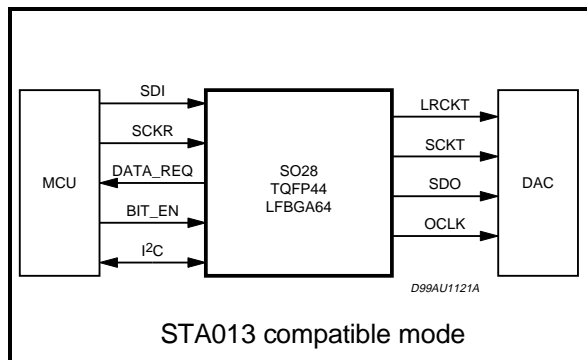 SDI
SCKR
DATA_REQ
BIT_EN
I²C
MCU
SO28
TQFP44
LFBGA64
LRCKT
SCKT
SDO
OCLK
DAC
D99AU1121A
STA013 compatible mode